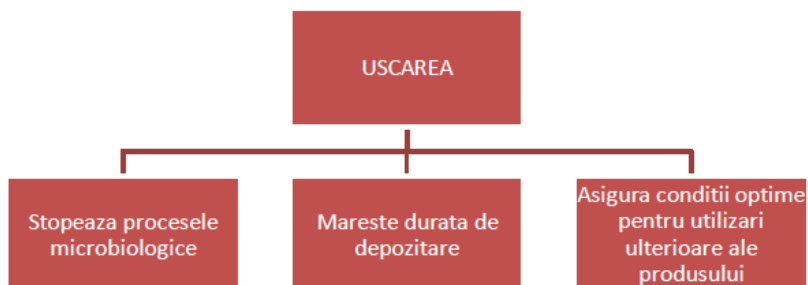 USCAREA
Stopeaza procesele
microbiologice
Mareste durata de
depozitare
Asigura conditii optime
pentru utilizari
ulterioare ale
produsului